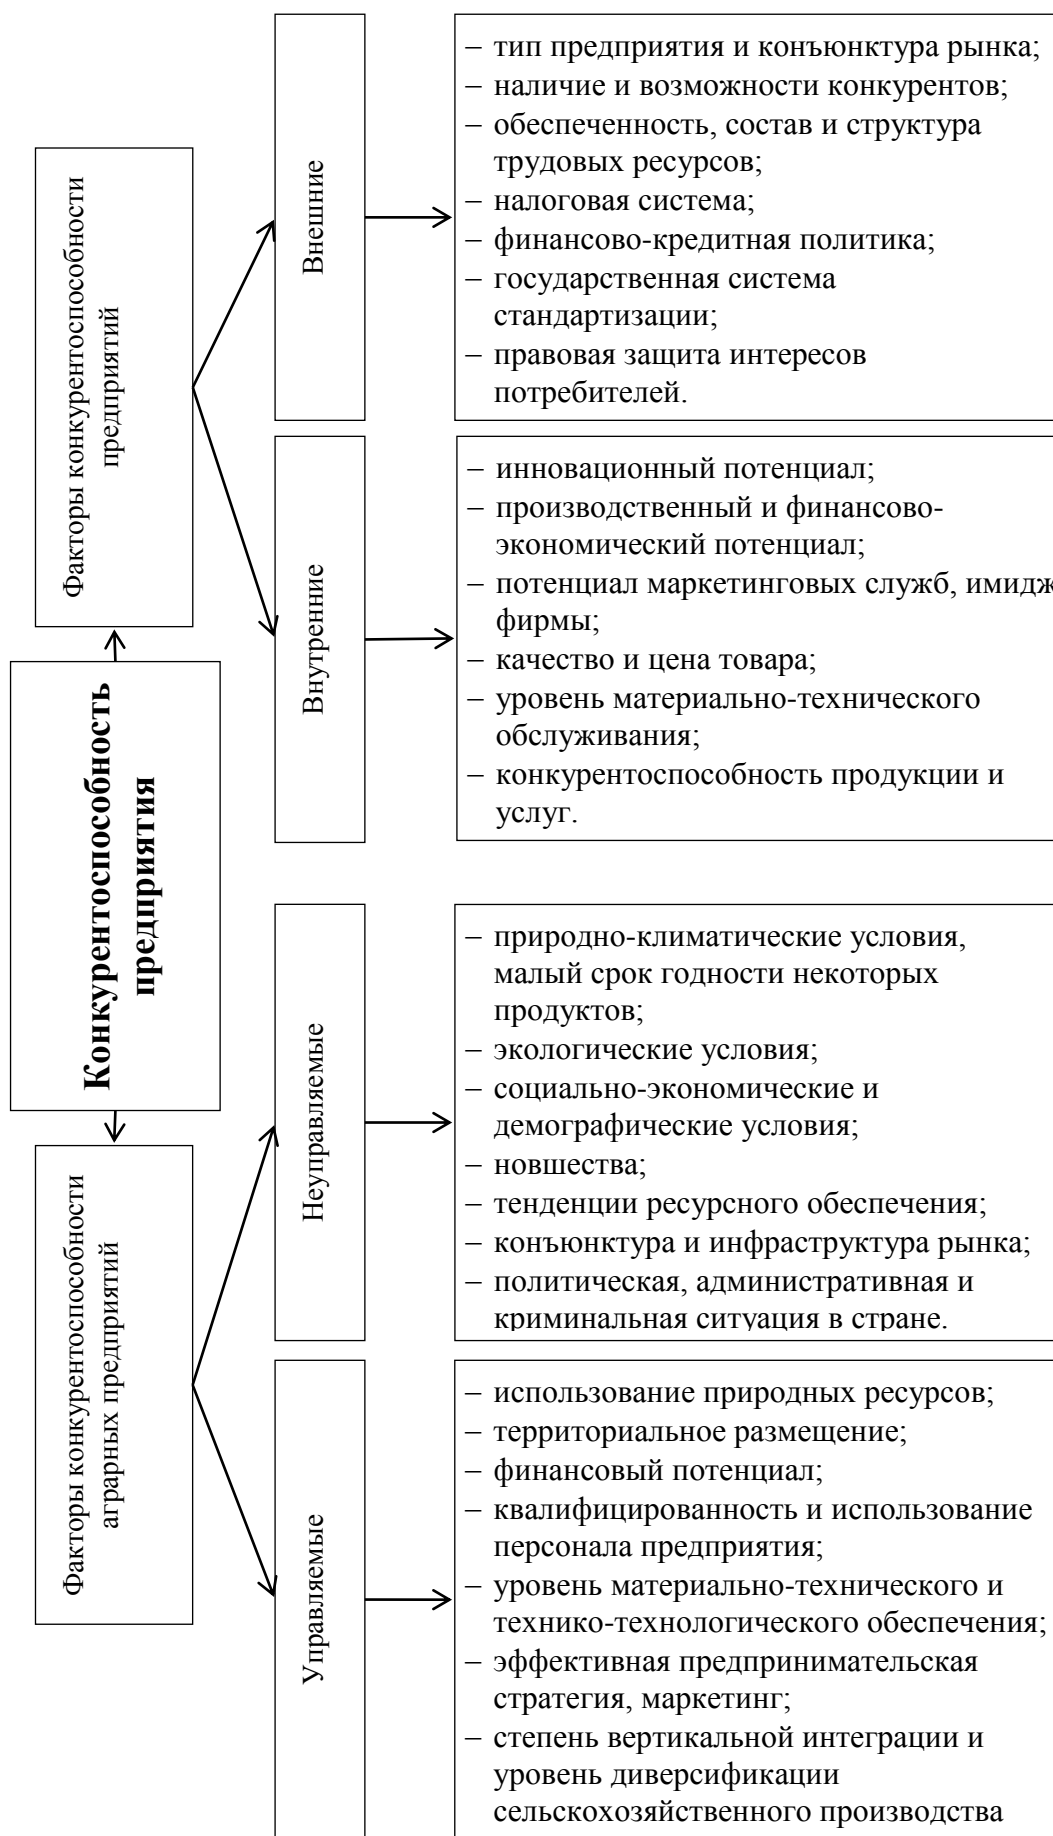 Конкурентоспособность
предприятия
Факторы конкурентоспособности
предприятий
Внешние
– тип предприятия и конъюнктура рынка;
– наличие и возможности конкурентов;
– обеспеченность, состав и структура
трудовых ресурсов;
– налоговая система;
– финансово-кредитная политика;
– государственная система
стандартизации;
– правовая защита интересов
потребителей.
Внутренние
– инновационный потенциал;
– производственный и финансово-
экономический потенциал;
– потенциал маркетинговых служб, имидж
фирмы;
– качество и цена товара;
– уровень материально-технического
обслуживания;
– конкурентоспособность продукции и
услуг.
Факторы конкурентоспособности
аграрных предприятий
Неуправляемые
– природно-климатические условия,
малый срок годности некоторых
продуктов;
– экологические условия;
– социально-экономические и
демографические условия;
– новшества;
– тенденции ресурсного обеспечения;
– конъюнктура и инфраструктура рынка;
– политическая, административная и
криминальная ситуация в стране.
Управляемые
– использование природных ресурсов;
– территориальное размещение;
– финансовый потенциал;
– квалифицированность и использование
персонала предприятия;
– уровень материально-технического и
технико-технологического обеспечения;
– эффективная предпринимательская
стратегия, маркетинг;
– степень вертикальной интеграции и
уровень диверсификации
сельскохозяйственного производства